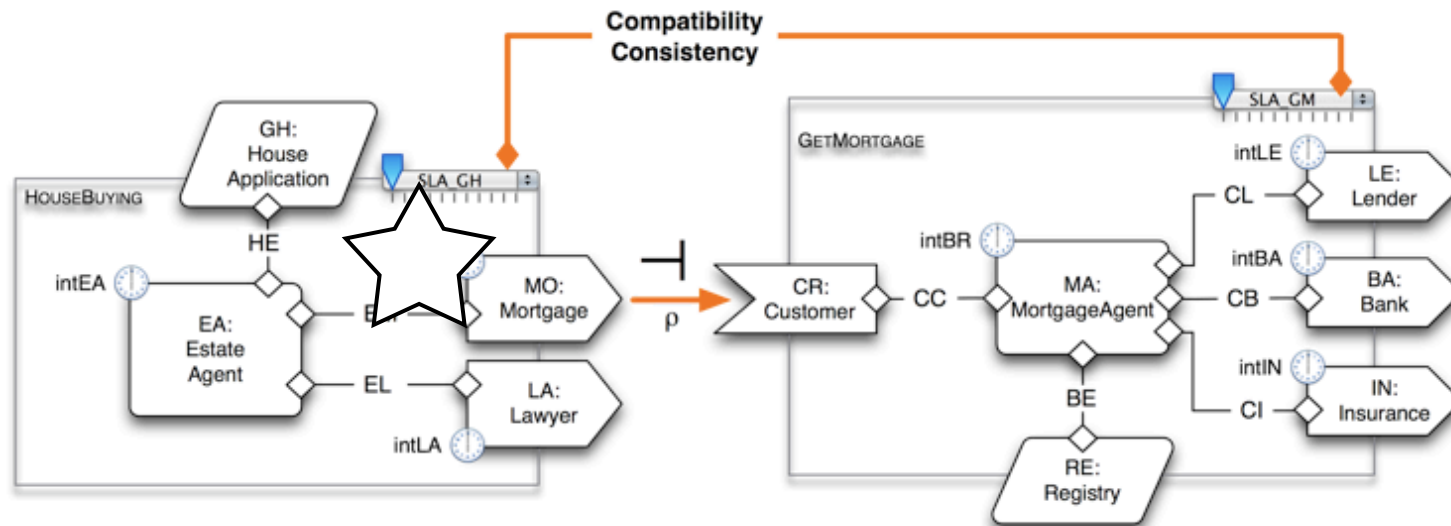 Compatibility
Consistency
SLA_GM
GH:
House
Application
GETMORTGAGE
intLE
LE:
Lender
SLA_GH
HOUSEBUYING
CL
HE
intBR
intBA
intEA
MO:
Mortgage
CR:
Customer
CC
MA:
MortgageAgent
CB
BA:
Bank
ρ
EA:
Estate
Agent
EL
LA:
Lawyer
intIN
BE
CI
IN:
Insurance
intLA
RE:
Registry